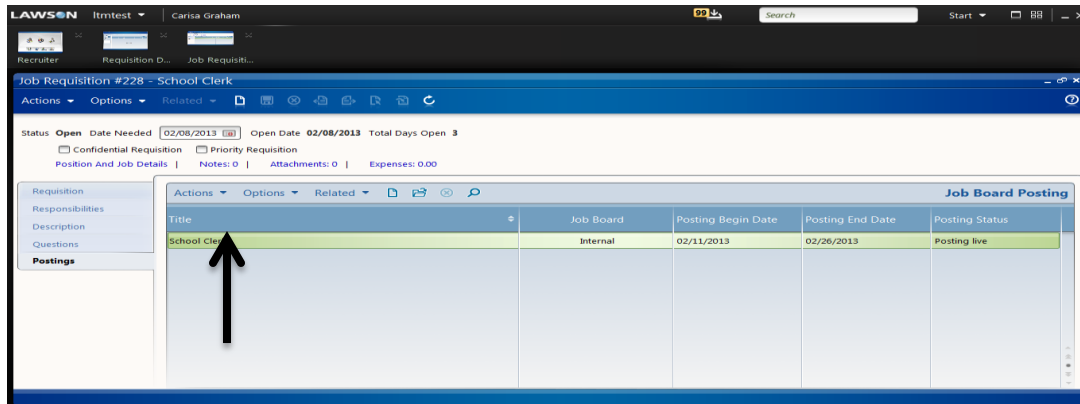 LAWSON ltmtest Carisa Graham 99 Search Start
Recruiter Requisition D... Job Requisiti...
Job Requisition #228 - School Clerk
Actions Options Related
Status Open Date Needed 02/08/2013 Open Date 02/08/2013 Total Days Open 3
Confidential Requisition Priority Requisition
Position And Job Details | Notes: 0 | Attachments: 0 | Expenses: 0.00
Requisition
Responsibilities
Description
Questions
Postings
Actions Options Related Job Board Posting
Title Job Board Posting Begin Date Posting End Date Posting Status
School Cler Internal 02/11/2013 02/26/2013 Posting live